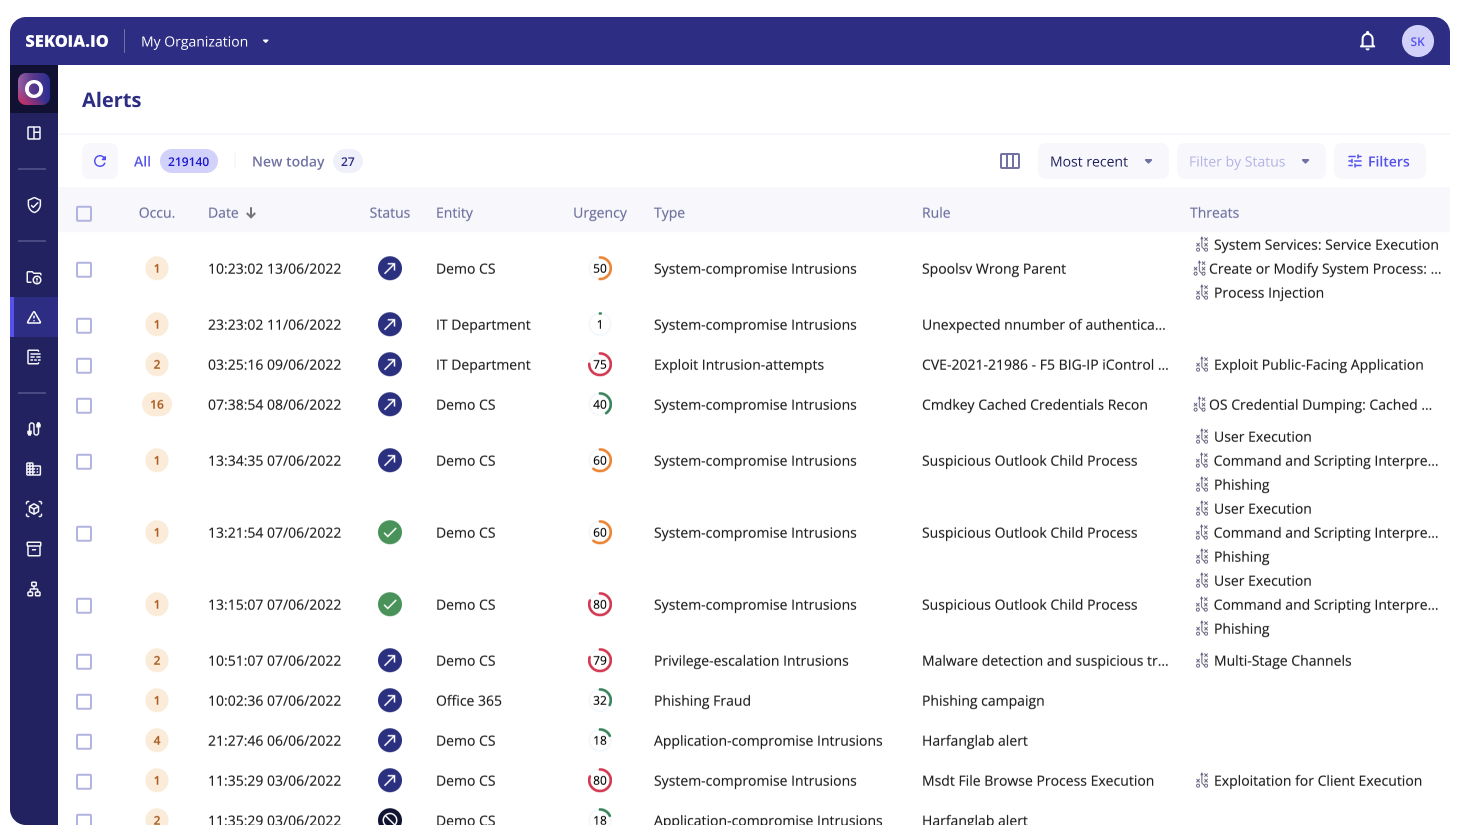 SEKOIA.IO My Organization SK
Alerts
All 219140 New today 27 Most recent Filter by Status Filters
Occu. Date Status Entity Urgency Type Rule Threats
System Services: Service Execution
1 10:23:02 13/06/2022 Demo CS 50 System-compromise Intrusions Spoolsv Wrong Parent Create or Modify System Process: ...
Process Injection
1 23:23:02 11/06/2022 IT Department 1 System-compromise Intrusions Unexpected nnumber of authentica...
2 03:25:16 09/06/2022 IT Department 75 Exploit Intrusion-attempts CVE-2021-21986 - F5 BIG-IP iControl ... Exploit Public-Facing Application
16 07:38:54 08/06/2022 Demo CS 40 System-compromise Intrusions Cmdkey Cached Credentials Recon OS Credential Dumping: Cached ...
User Execution
1 13:34:35 07/06/2022 Demo CS 60 System-compromise Intrusions Suspicious Outlook Child Process Command and Scripting Interpre...
Phishing
User Execution
1 13:21:54 07/06/2022 Demo CS 60 System-compromise Intrusions Suspicious Outlook Child Process Command and Scripting Interpre...
Phishing
User Execution
1 13:15:07 07/06/2022 Demo CS 80 System-compromise Intrusions Suspicious Outlook Child Process Command and Scripting Interpre...
Phishing
2 10:51:07 07/06/2022 Demo CS 79 Privilege-escalation Intrusions Malware detection and suspicious tr... Multi-Stage Channels
1 10:02:36 07/06/2022 Office 365 32 Phishing Fraud Phishing campaign
4 21:27:46 06/06/2022 Demo CS 18 Application-compromise Intrusions Harfanglab alert
1 11:35:29 03/06/2022 Demo CS 80 System-compromise Intrusions Msdt File Browse Process Execution Exploitation for Client Execution
2 11:35:29 03/06/2022 Demo CS 18 Application-compromise Intrusions Harfanglab alert